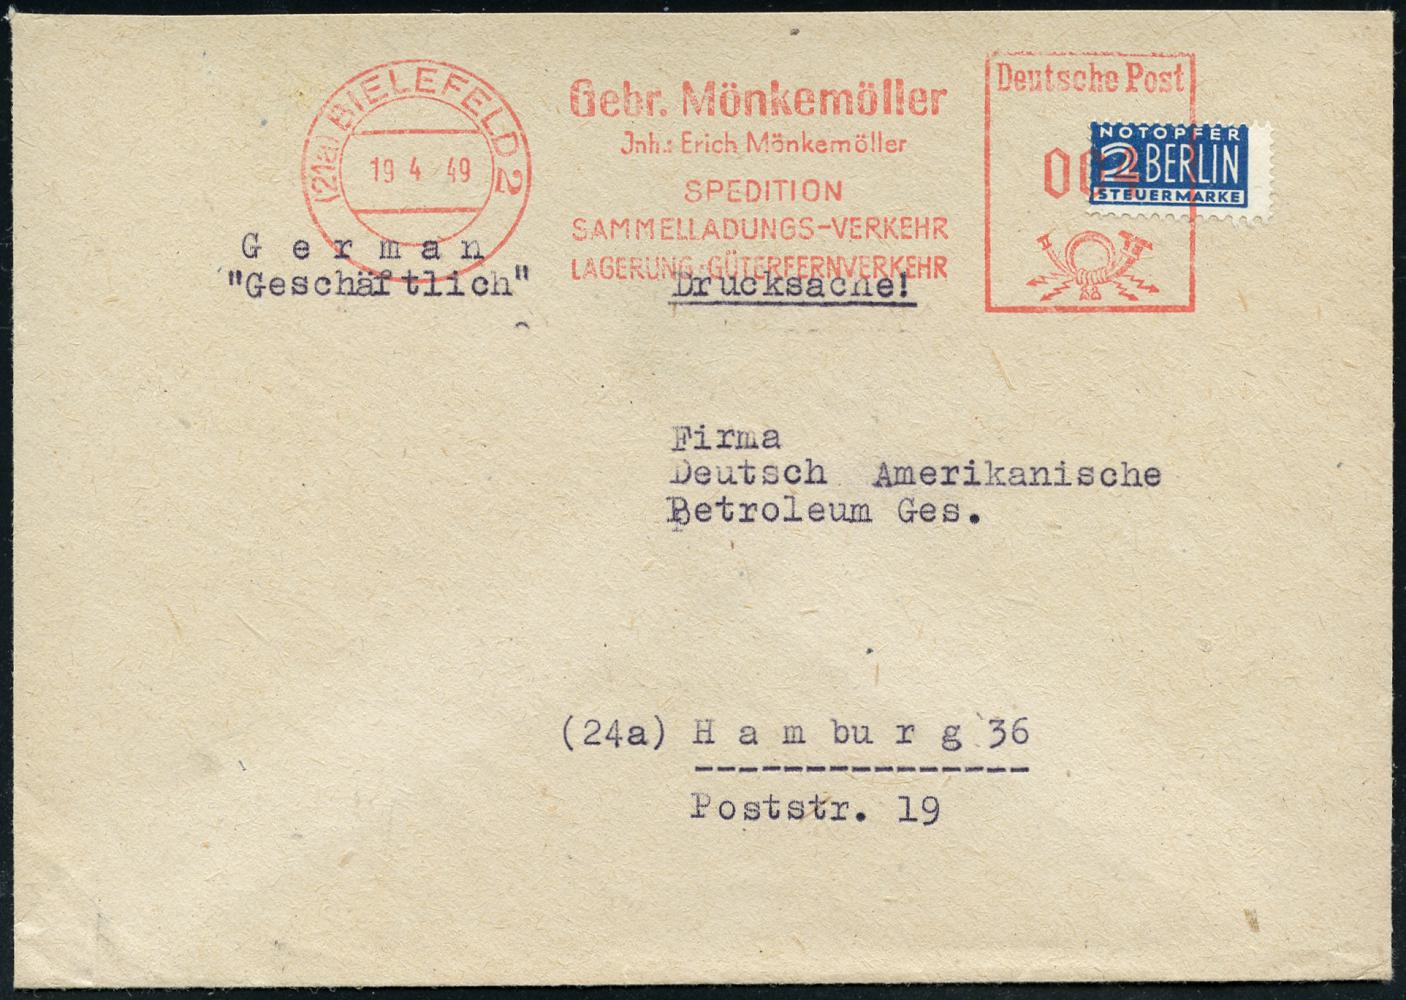 (21a) BIELEFELD 2
19 4 49
Gebr. Mönkemöller
Jnh.: Erich Mönkemöller
SPEDITION
SAMMELLADUNGS-VERKEHR
LAGERUNG·GÜTERFERNVERKEHR
Deutsche Post
NOTOPFER
2 BERLIN
STEUERMARKE
German
"Geschäftlich"
Drucksache!
Firma
Deutsch Amerikanische
Petroleum Ges.
(24a) Hamburg 36
Poststr. 19